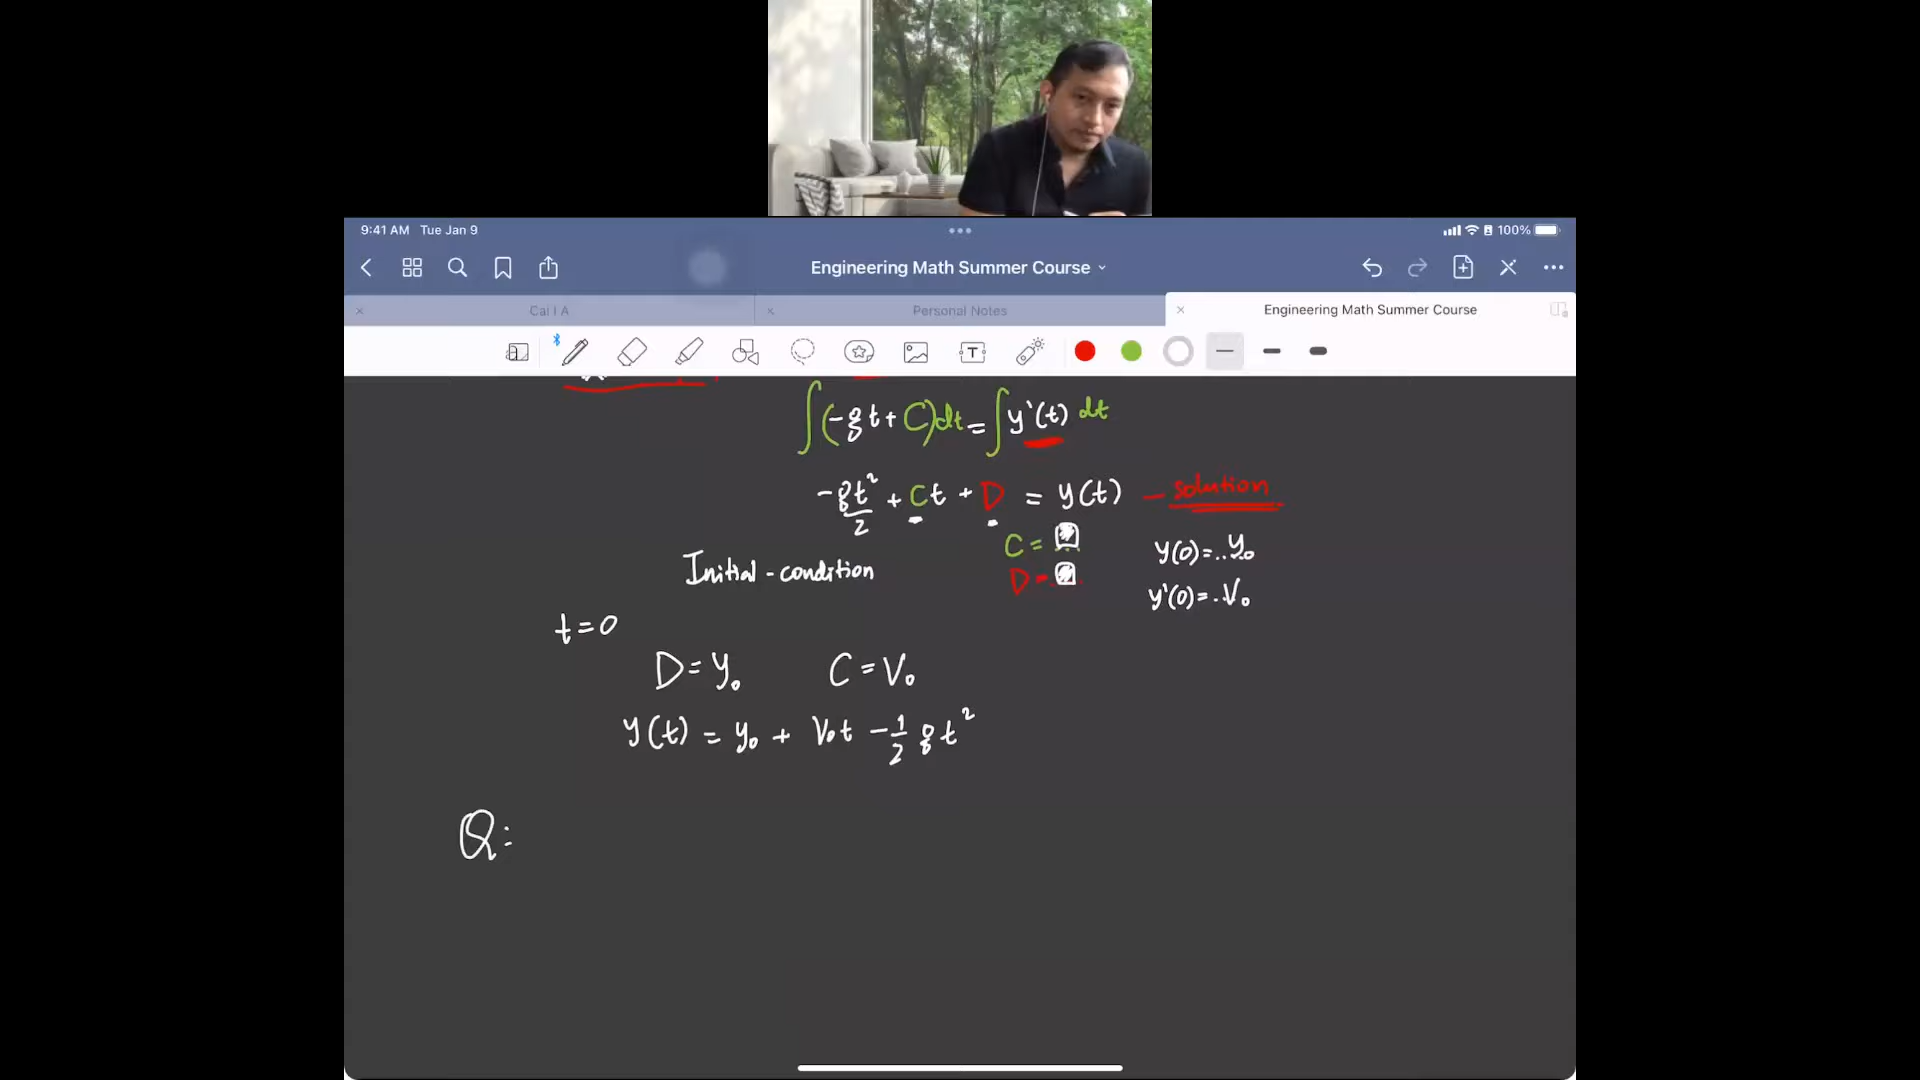 9:41 AM Tue Jan 9
100%
Engineering Math Summer Course
Cal I A
Personal Notes
Engineering Math Summer Course
∫(-gt + C)dt = ∫y'(t) dt
-gt²/2 + Ct + D = y(t) — solution
C = ...
y(0) = .. y₀
Initial - condition
D = ...
y'(0) = . V₀
t = 0
D = y₀ C = V₀
y(t) = y₀ + V₀t - 1/2 gt²
Q: